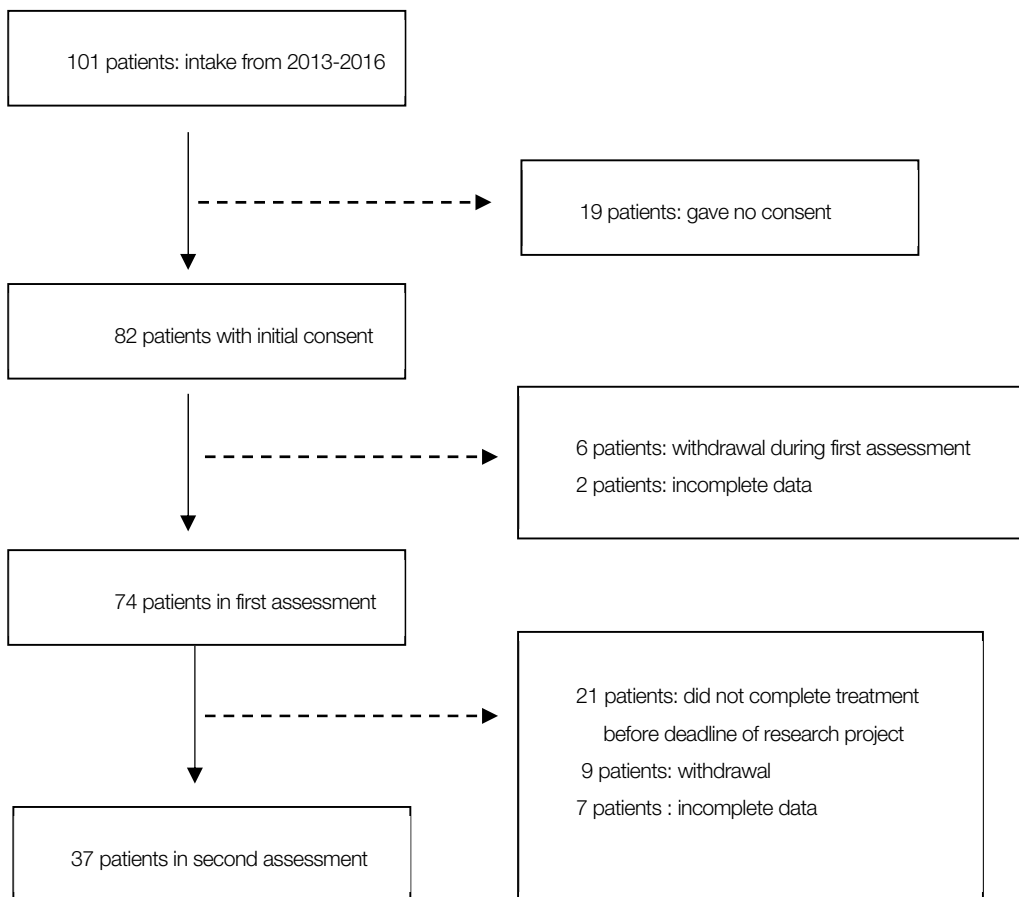 101 patients: intake from 2013-2016
19 patients: gave no consent
82 patients with initial consent
6 patients: withdrawal during first assessment
2 patients: incomplete data
74 patients in first assessment
21 patients: did not complete treatment
before deadline of research project
9 patients: withdrawal
7 patients : incomplete data
37 patients in second assessment